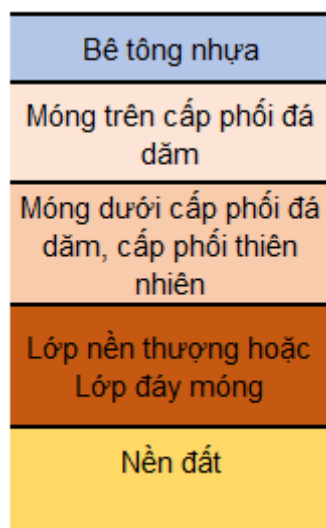 Bê tông nhựa
Móng trên cấp phối đá
dăm
Móng dưới cấp phối đá
dăm, cấp phối thiên
nhiên
Lớp nền thượng hoặc
Lớp đáy móng
Nền đất